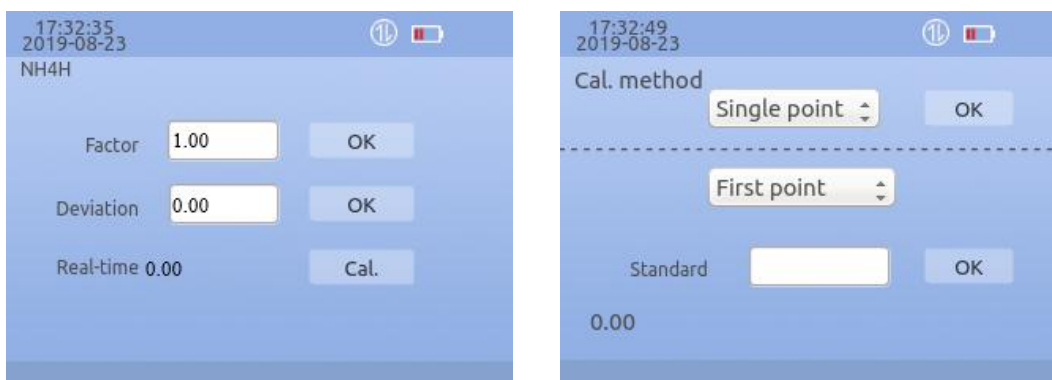 17:32:35
2019-08-23
NH4H
Factor 1.00 OK
Deviation 0.00 OK
Real-time 0.00 Cal.
17:32:49
2019-08-23
Cal. method
Single point OK
First point
Standard OK
0.00